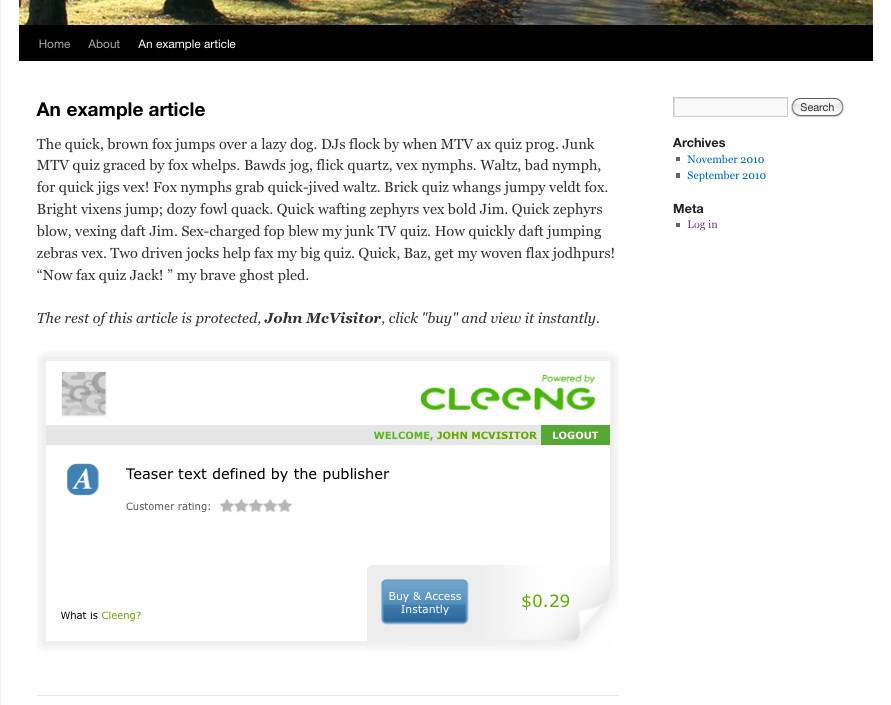 Home About An example article
An example article
The quick, brown fox jumps over a lazy dog. DJs flock by when MTV ax quiz prog. Junk
MTV quiz graced by fox whelps. Bawds jog, flick quartz, vex nymphs. Waltz, bad nymph,
for quick jigs vex! Fox nymphs grab quick-jived waltz. Brick quiz whangs jumpy veldt fox.
Bright vixens jump; dozy fowl quack. Quick wafting zephyrs vex bold Jim. Quick zephyrs
blow, vexing daft Jim. Sex-charged fop blew my junk TV quiz. How quickly daft jumping
zebras vex. Two driven jocks help fax my big quiz. Quick, Baz, get my woven flax jodhpurs!
“Now fax quiz Jack! ” my brave ghost pled.
The rest of this article is protected, John McVisitor, click "buy" and view it instantly.
Powered by
CLEENG
WELCOME, JOHN MCVISITOR LOGOUT
A
Teaser text defined by the publisher
Customer rating:
Buy & Access
Instantly
$0.29
What is Cleeng?
Search
Archives
November 2010
September 2010
Meta
Log in